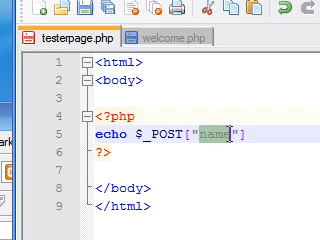 testerpage.php welcome.php
1 <html>
2 <body>
3
4 <?php
5 echo $_POST["name"]
6 ?>
7
8 </body>
9 </html>
ark